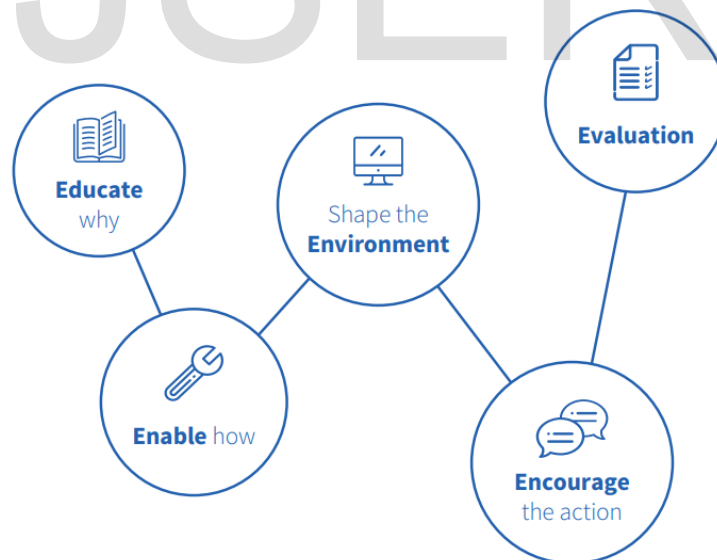 Educate
why
Enable how
Shape the
Environment
Encourage
the action
Evaluation